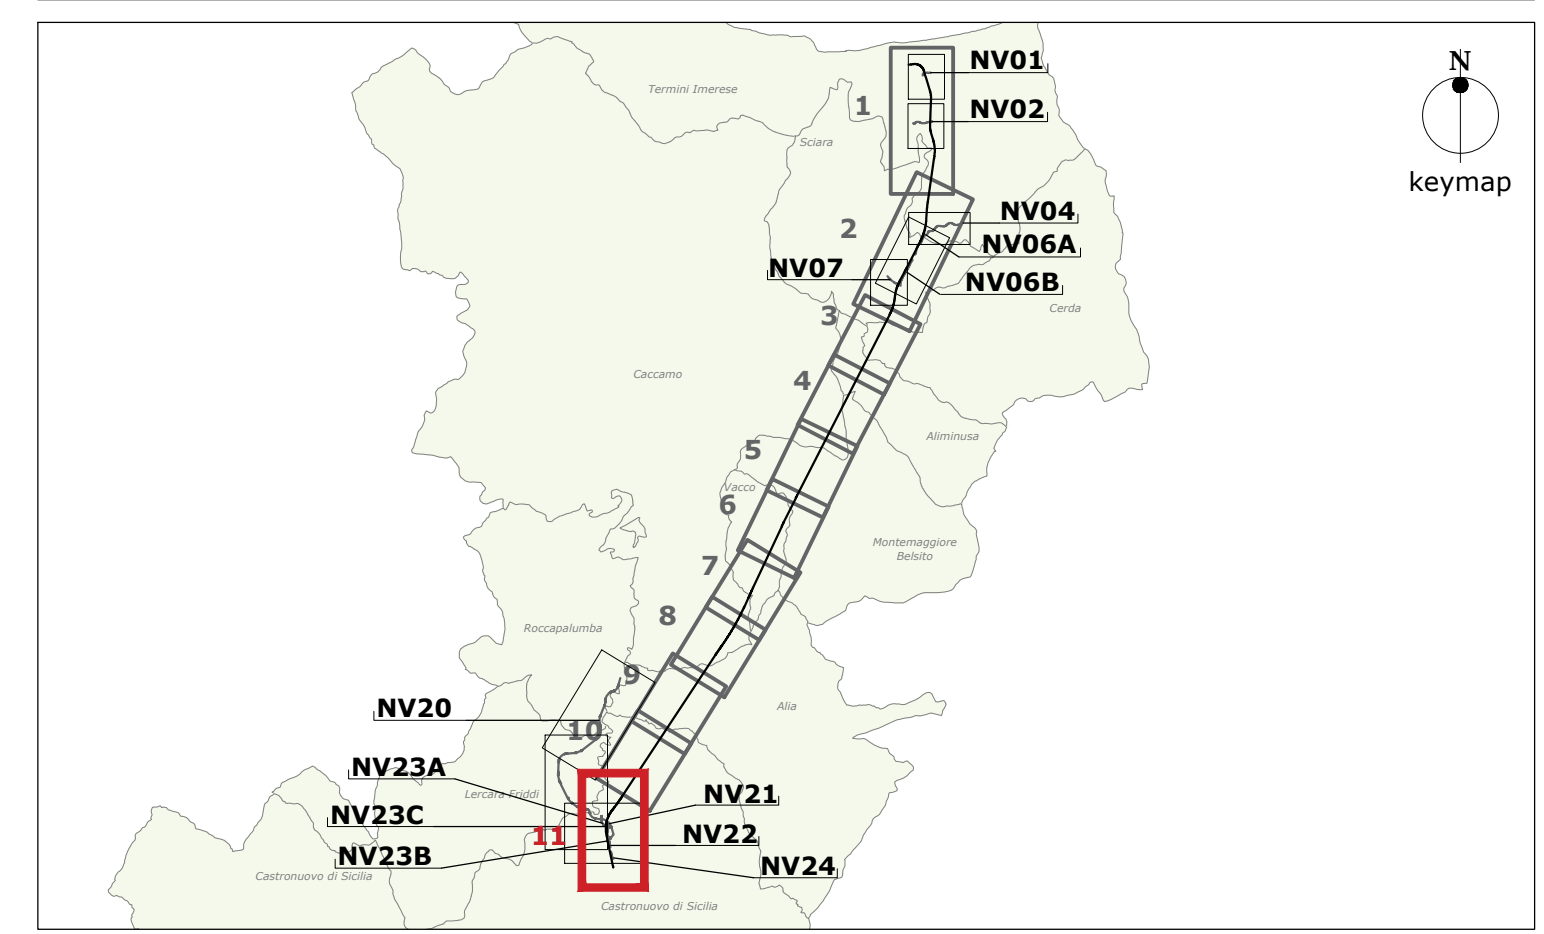 NV01
N
Termini Imerese
1
NV02
Sciara
keymap
NV04
2
NV06A
NV07
NV06B
3
Cerda
Caccamo
4
Aliminusa
5
Vacco
6
Montemaggiore
Belsito
7
8
Roccapalumba
9
NV20
Alia
10
NV23A
Lercara Friddi
NV21
NV23C
11
NV22
NV23B
NV24
Castronuovo di Sicilia
Castronuovo di Sicilia